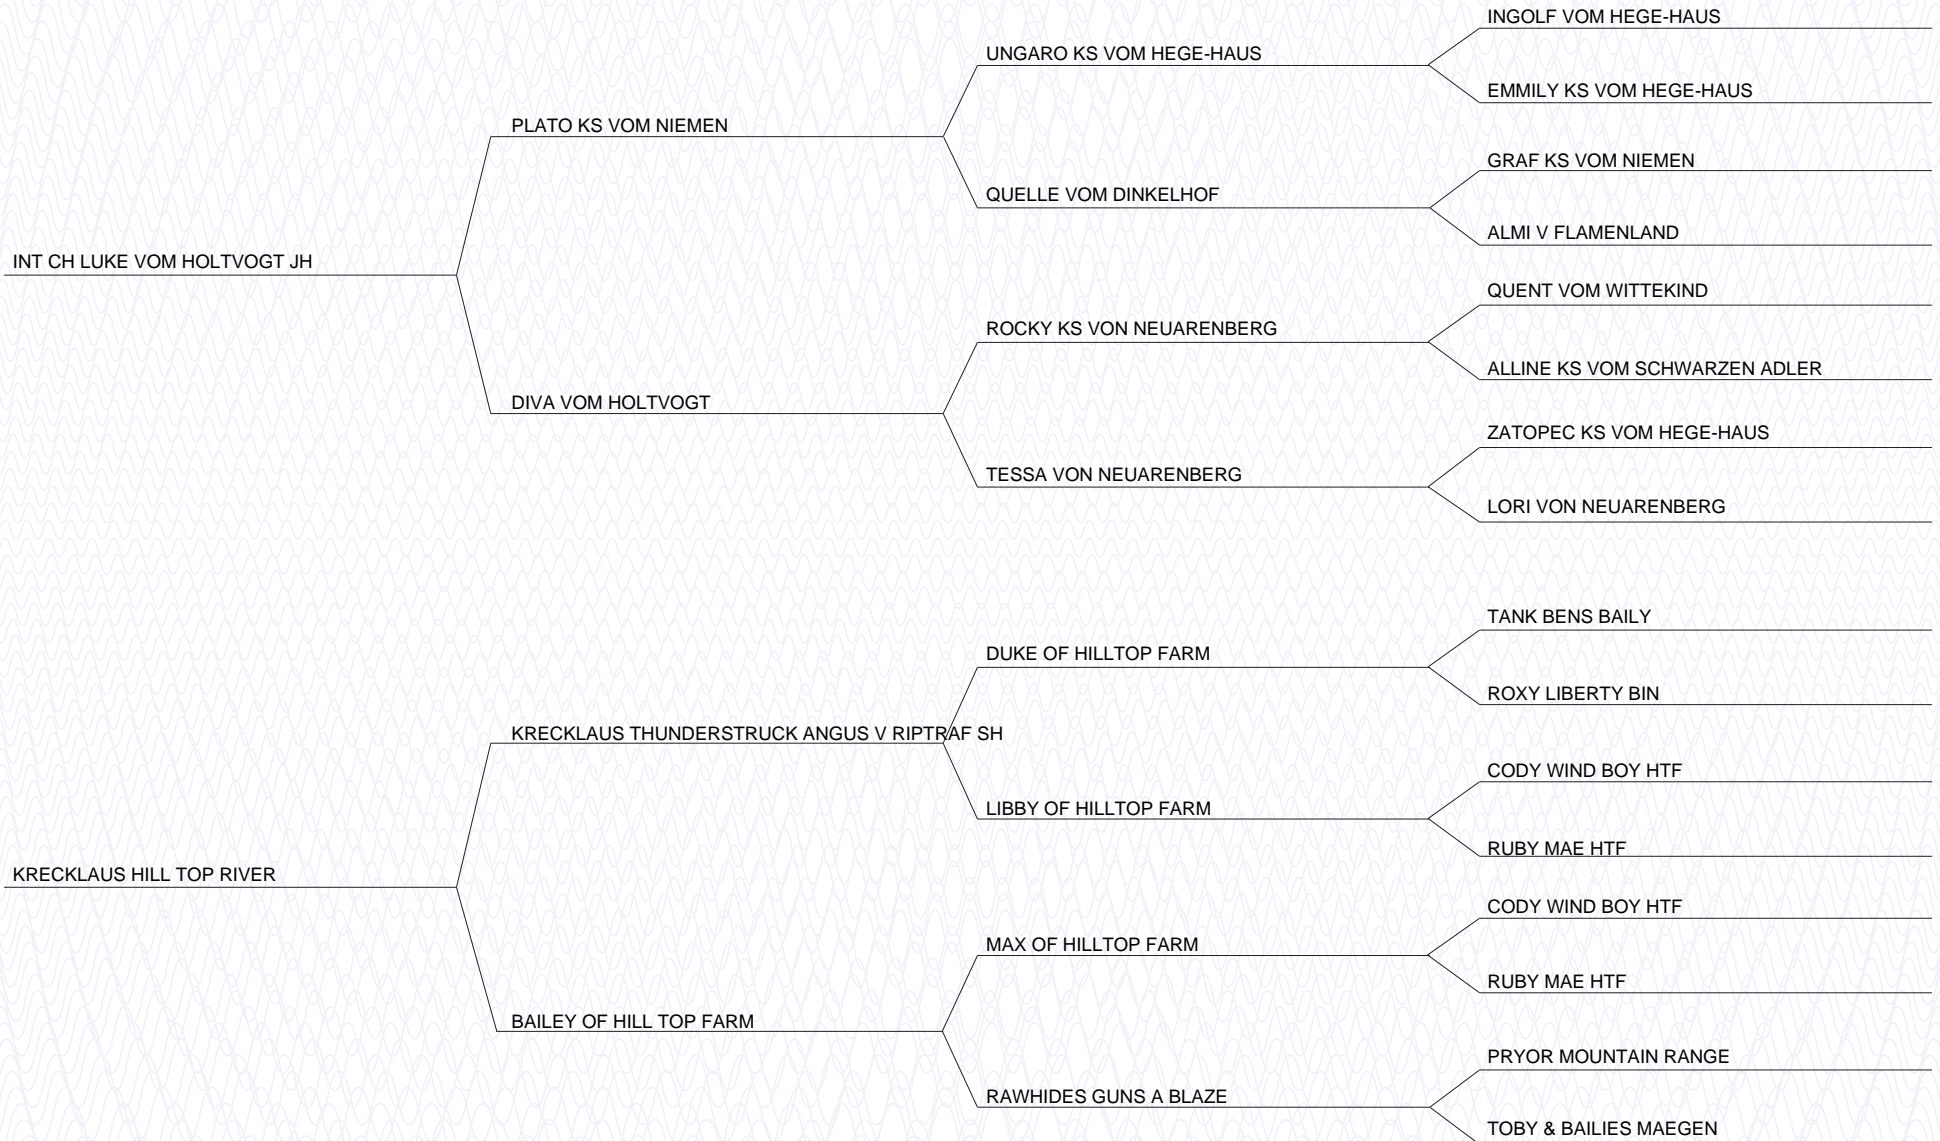 INGOLF VOM HEGE-HAUS
UNGARO KS VOM HEGE-HAUS
EMMILY KS VOM HEGE-HAUS
PLATO KS VOM NIEMEN
GRAF KS VOM NIEMEN
QUELLE VOM DINKELHOF
ALMI V FLAMENLAND
INT CH LUKE VOM HOLTVOGT JH
QUENT VOM WITTEKIND
ROCKY KS VON NEUARENBERG
ALLINE KS VOM SCHWARZEN ADLER
DIVA VOM HOLTVOGT
ZATOPEC KS VOM HEGE-HAUS
TESSA VON NEUARENBERG
LORI VON NEUARENBERG
TANK BENS BAILY
DUKE OF HILLTOP FARM
ROXY LIBERTY BIN
KRECKLAUS THUNDERSTRUCK ANGUS V RIPTRAF SH
CODY WIND BOY HTF
LIBBY OF HILLTOP FARM
RUBY MAE HTF
KRECKLAUS HILL TOP RIVER
CODY WIND BOY HTF
MAX OF HILLTOP FARM
RUBY MAE HTF
BAILEY OF HILL TOP FARM
PRYOR MOUNTAIN RANGE
RAWHIDES GUNS A BLAZE
TOBY & BAILIES MAEGEN